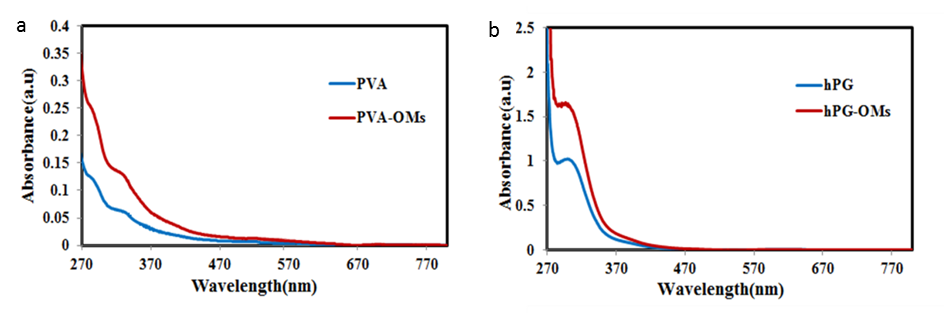 a
0.4
0.35
0.3
0.25
0.2
0.15
0.1
0.05
0
270 370 470 570 670 770
Absorbance(a.u)
Wavelength(nm)
PVA
PVA-OMs
b
2.5
2
1.5
1
0.5
0
270 370 470 570 670 770
Absorbance(a.u)
Wavelength(nm)
hPG
hPG-OMs